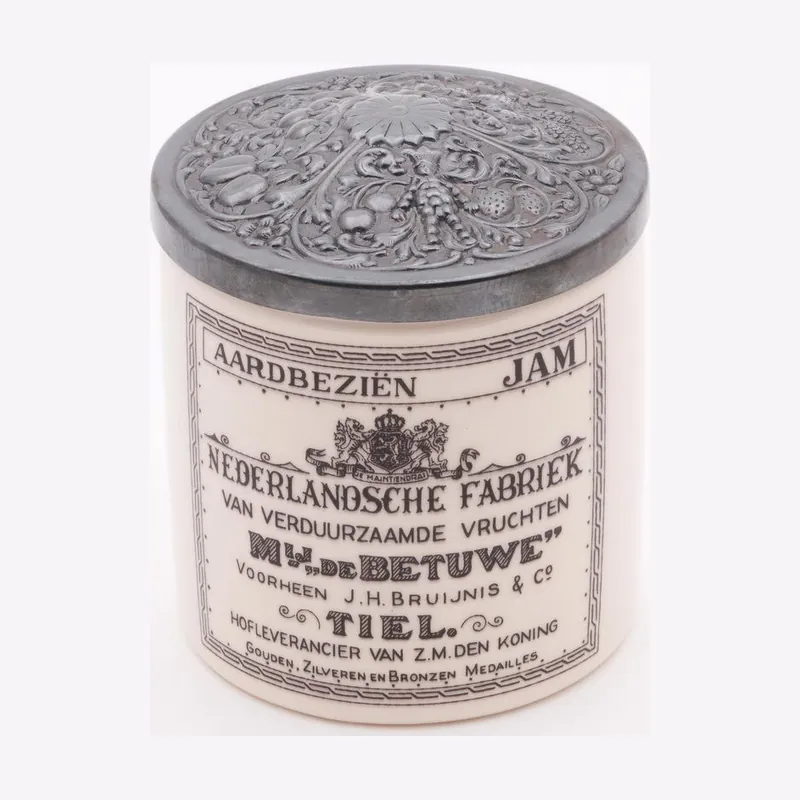 AARDBEZIËN JAM
JE MAINTIENDRAI
NEDERLANDSCHE FABRIEK
VAN VERDUURZAAMDE VRUCHTEN
Mij „DE BETUWE”
VOORHEEN J.H. BRUIJNIS & Co
TIEL.
HOFLEVERANCIER VAN Z.M. DEN KONING
GOUDEN, ZILVEREN EN BRONZEN MEDAILLES.